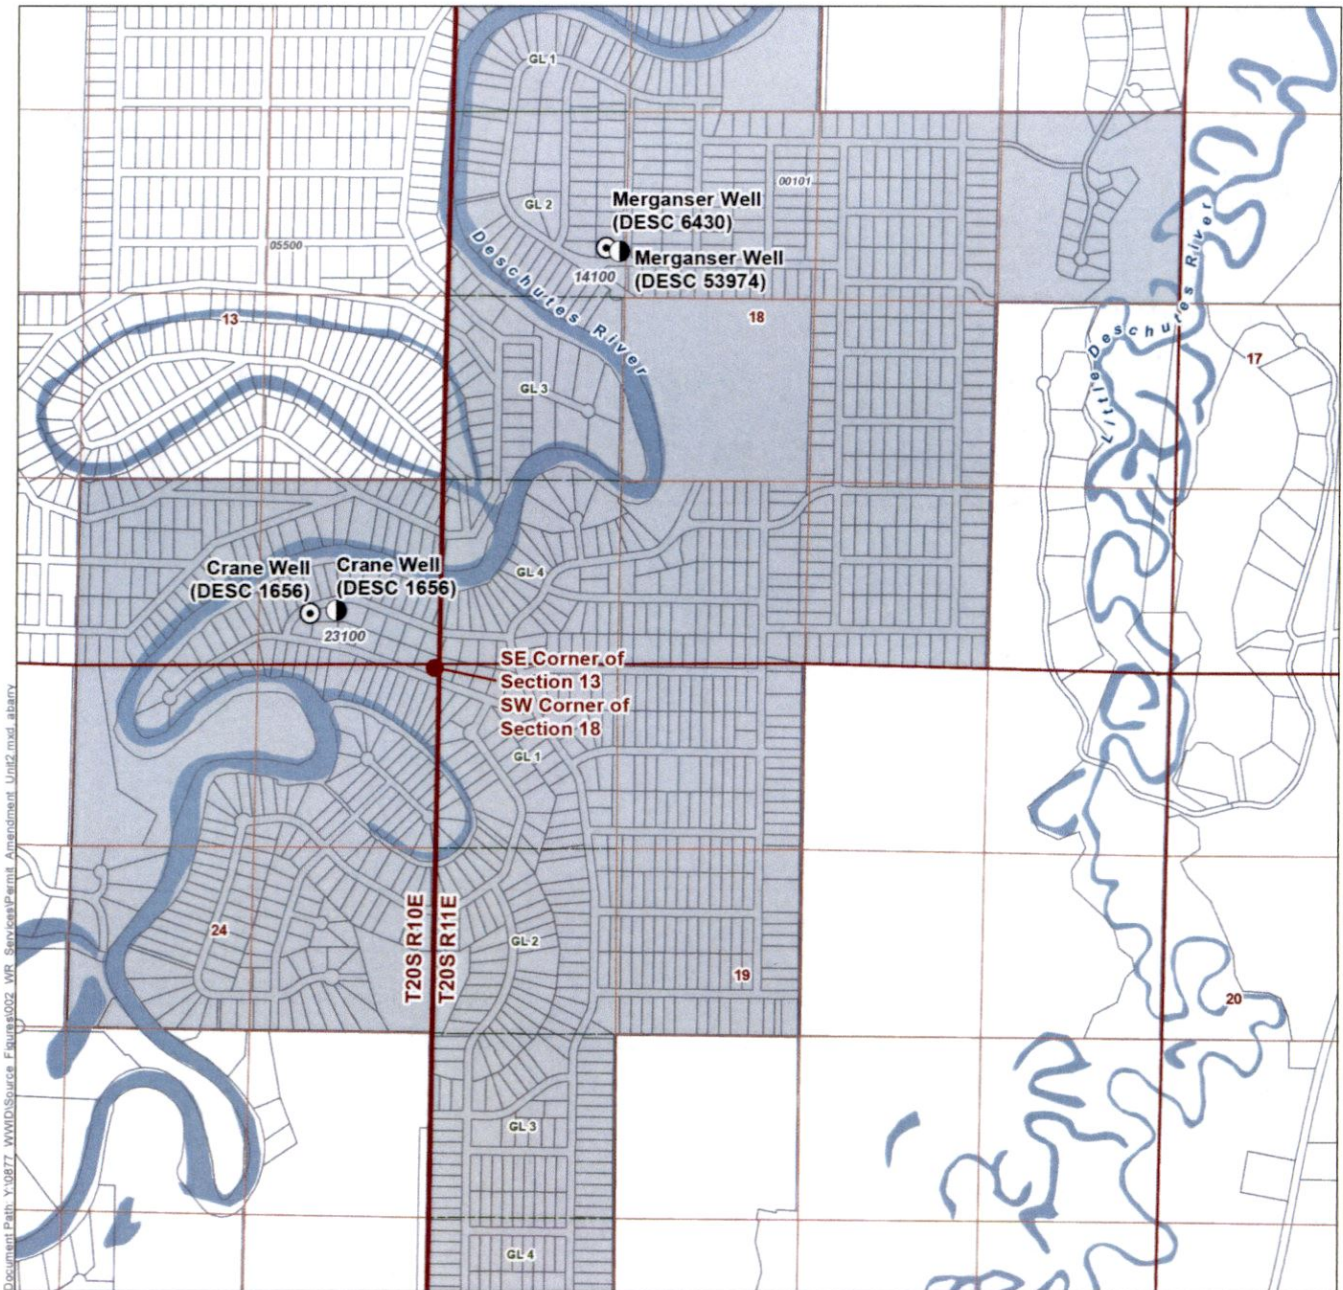 GL 1
00101
Merganser Well
(DESC 6430)
GL 2
05500
Deschutes River
Merganser Well
(DESC 53974)
14100
13
18
Little Deschutes River
17
GL 3
Crane Well
(DESC 1656)
Crane Well
(DESC 1656)
GL 4
23100
SE Corner of
Section 13
SW Corner of
Section 18
GL 1
T20S R10E
T20S R11E
24
GL 2
19
20
GL 3
GL 4
Document Path: Y:\0877_WWID\Source_Figures\002_WR_Services\Permit_Amendment_Unit2.mxd, abarry